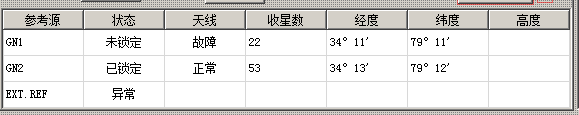 参考源 状态 天线 收星数 经度 纬度 高度
GN1 未锁定 故障 22 34° 11′ 79° 11′
GN2 已锁定 正常 53 34° 13′ 79° 12′
EXT.REF 异常